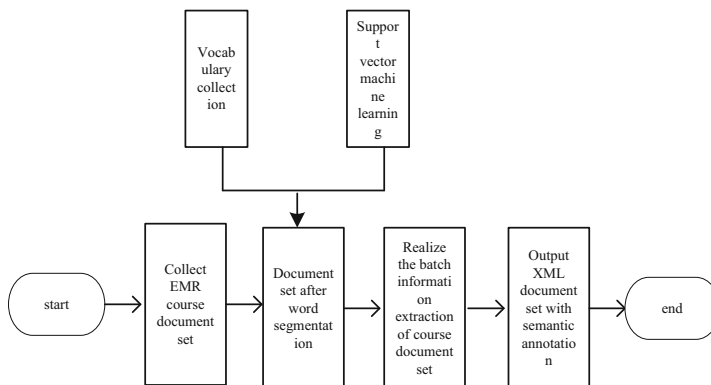 Vocab
ulary
collect
ion
Suppor
t
vector
machi
ne
learnin
g
start
Collect
EMR
course
document
set
Document
set after
word
segmentat
ion
Realize
the batch
informati
on
extraction
of course
document
set
Output
XML
document
set with
semantic
annotatio
n
end